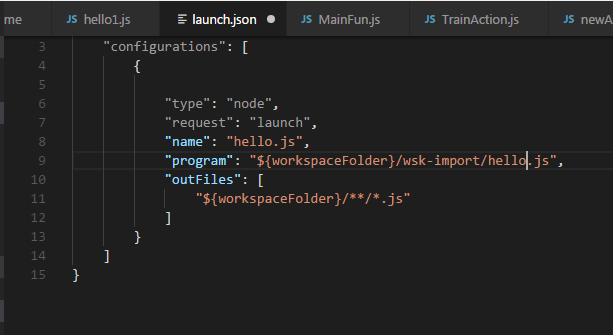 me JS hello1.js launch.json JS MainFun.js JS TrainAction.js JS newA
3 "configurations": [
4 {
5
6 "type": "node",
7 "request": "launch",
8 "name": "hello.js",
9 "program": "${workspaceFolder}/wsk-import/hello.js",
10 "outFiles": [
11 "${workspaceFolder}/**/*.js"
12 ]
13 }
14 ]
15 }